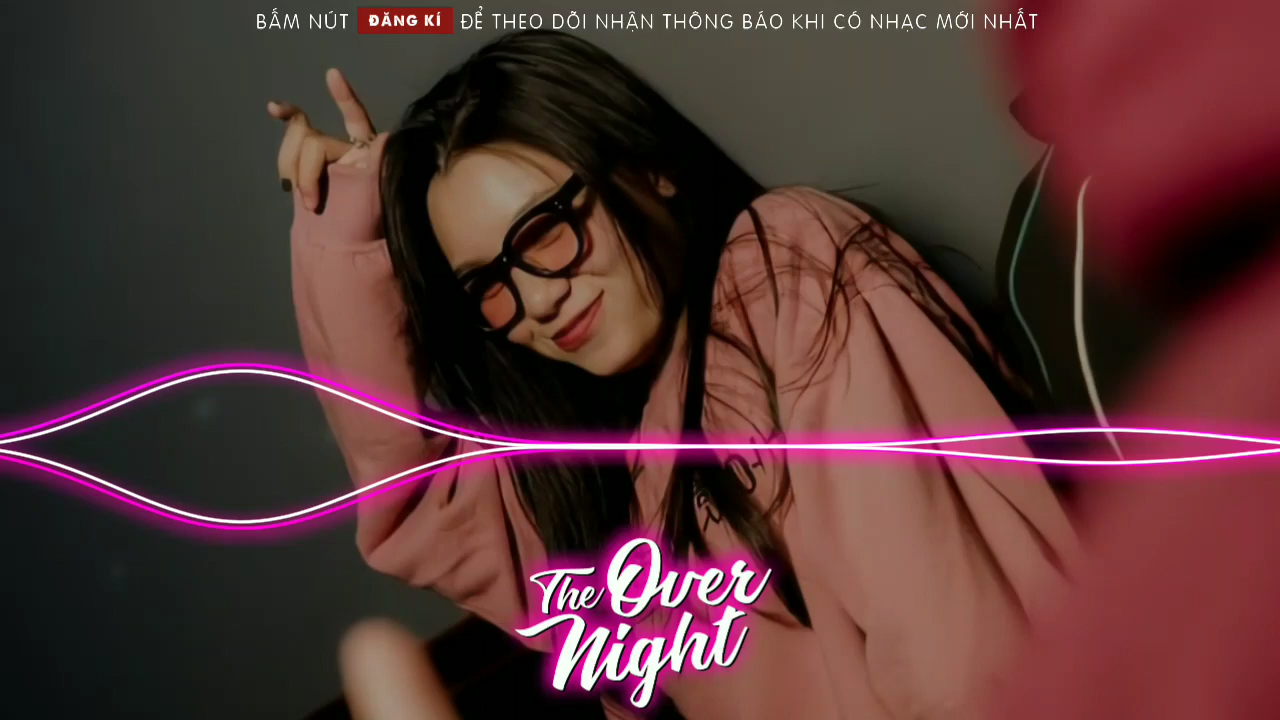 BẤM NÚT ĐĂNG KÍ ĐỂ THEO DÕI NHẬN THÔNG BÁO KHI CÓ NHẠC MỚI NHẤT
The Over
Night